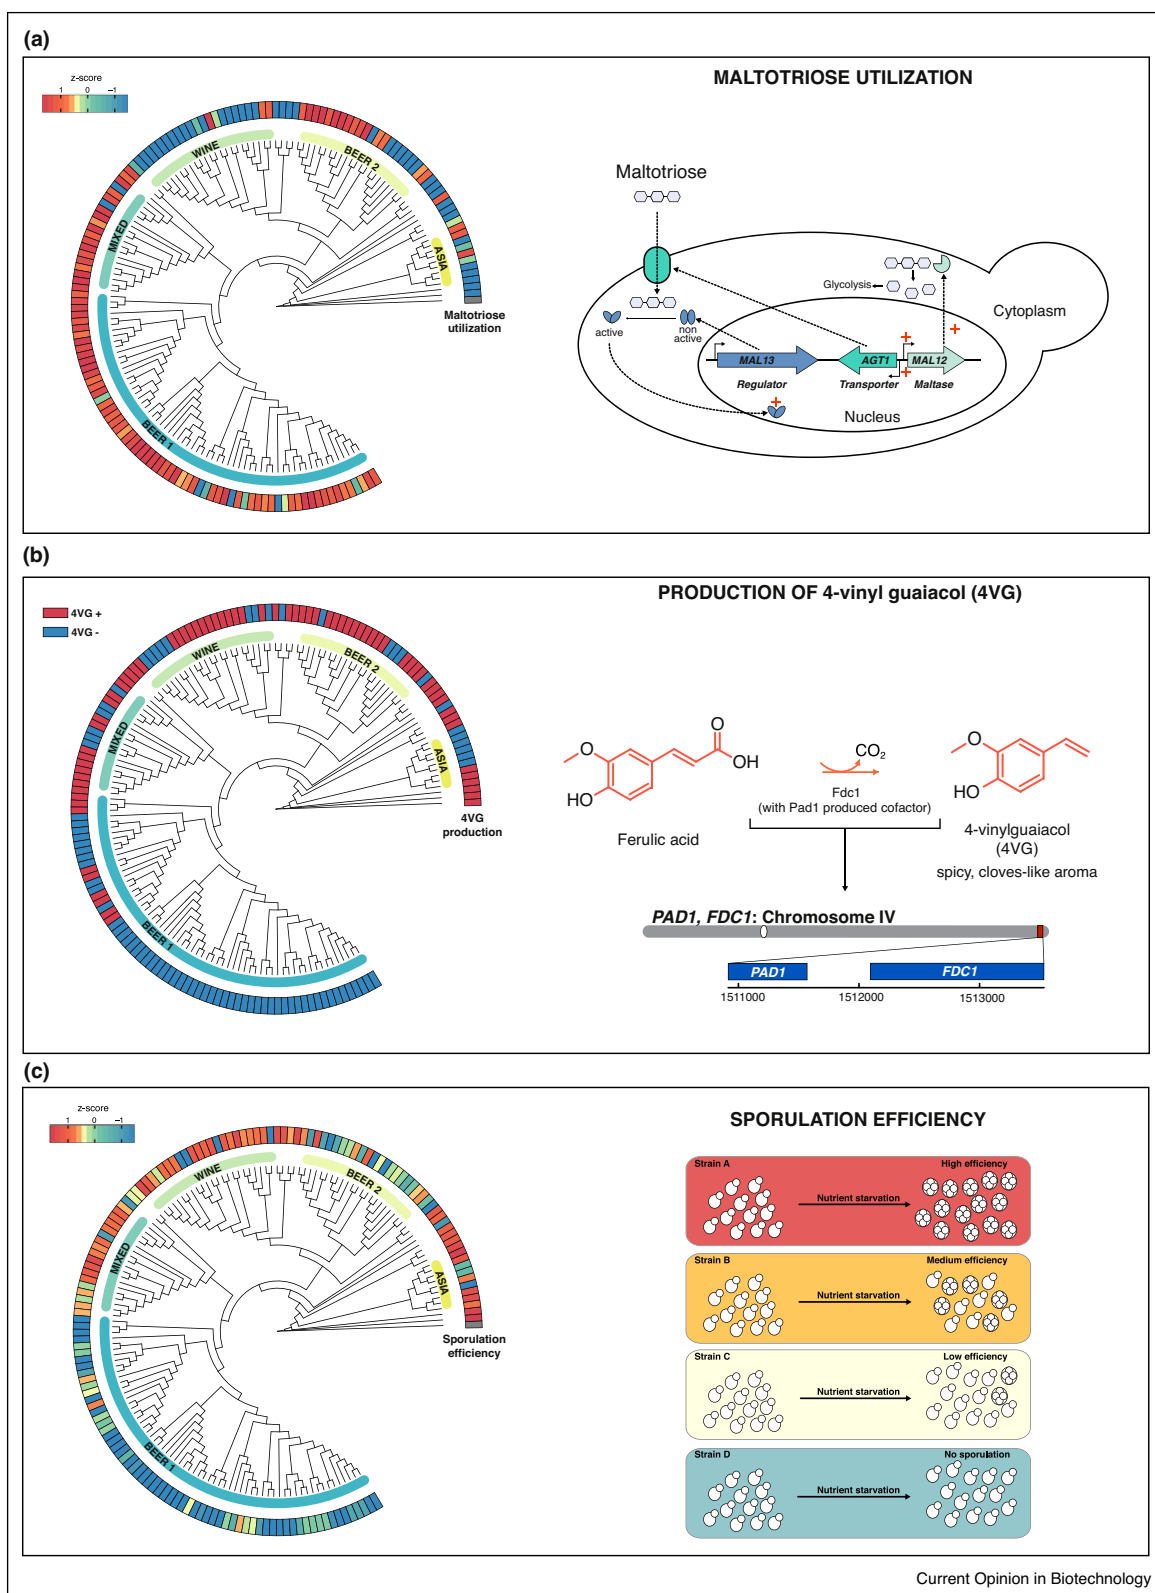 (a)
MALTOTRIOSE UTILIZATION
z-score
1 0 −1
WINE
BEER 2
MIXED
ASIA
BEER 1
Maltotriose
utilization
Maltotriose
Glycolysis
Cytoplasm
active
non
active
MAL13
AGT1
MAL12
Regulator
Transporter
Maltase
Nucleus
(b)
PRODUCTION OF 4-vinyl guaiacol (4VG)
4VG +
4VG -
WINE
BEER 2
MIXED
ASIA
BEER 1
4VG
production
O
O
OH
HO
CO2
Fdc1
(with Pad1 produced cofactor)
O
HO
Ferulic acid
4-vinylguaiacol
(4VG)
spicy, cloves-like aroma
PAD1, FDC1: Chromosome IV
PAD1
FDC1
1511000
1512000
1513000
(c)
SPORULATION EFFICIENCY
z-score
1 0 −1
WINE
BEER 2
MIXED
ASIA
BEER 1
Sporulation
efficiency
Strain A
High efficiency
Nutrient starvation
Strain B
Medium efficiency
Nutrient starvation
Strain C
Low efficiency
Nutrient starvation
Strain D
No sporulation
Nutrient starvation
Current Opinion in Biotechnology